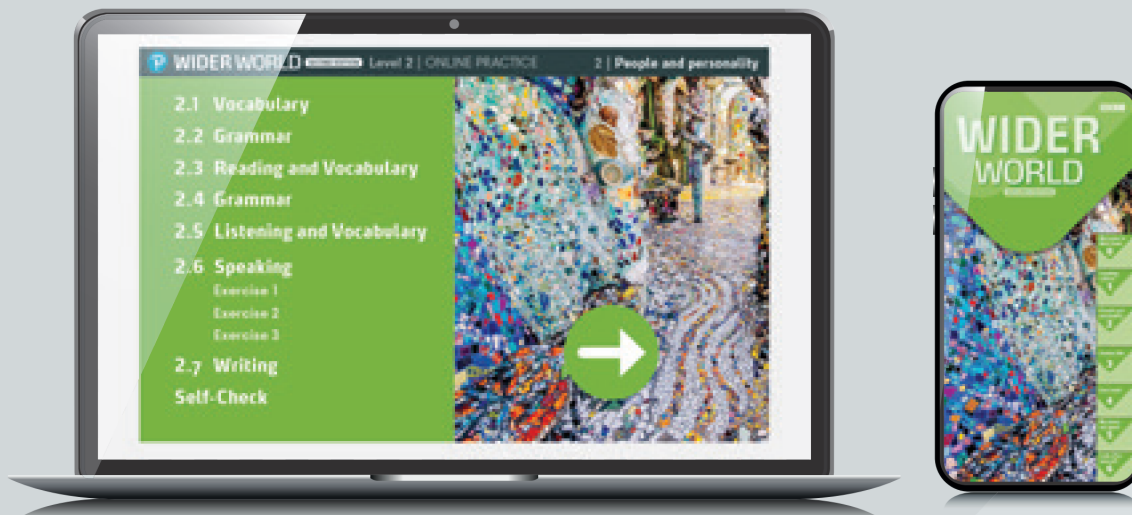 WIDER WORLD SECOND EDITION Level 2 | ONLINE PRACTICE 2 | People and personality
2.1 Vocabulary
2.2 Grammar
2.3 Reading and Vocabulary
2.4 Grammar
2.5 Listening and Vocabulary
2.6 Speaking
Exercise 1
Exercise 2
Exercise 3
2.7 Writing
Self-Check
WIDER
WORLD